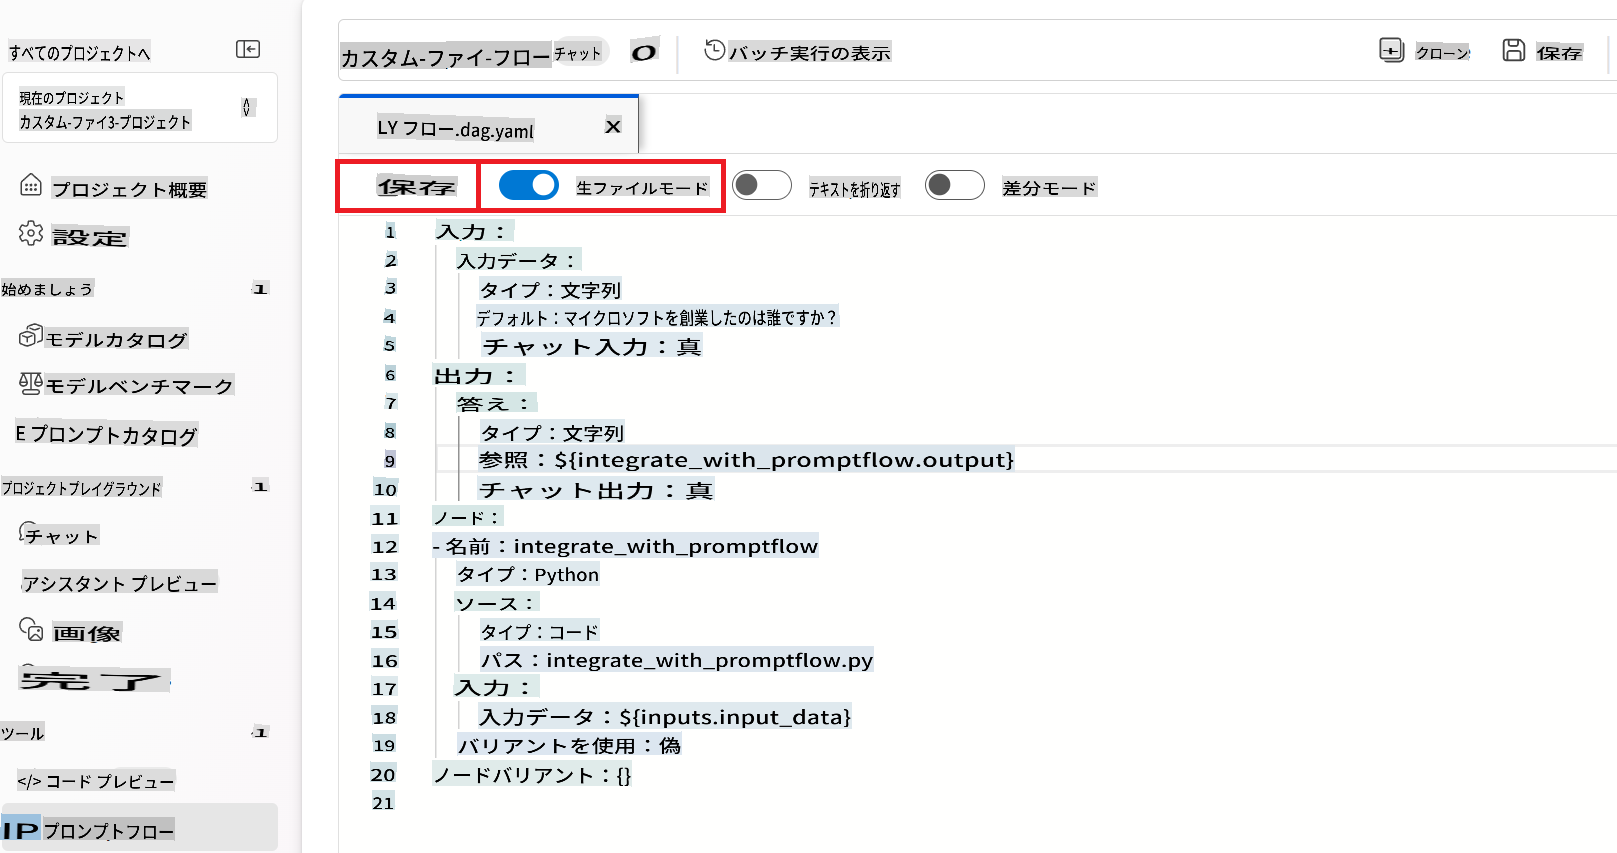 すべてのプロジェクトへ
現在のプロジェクト
カスタム-ファイ3-プロジェクト
プロジェクト概要
設定
始めましょう
モデルカタログ
モデルベンチマーク
E プロンプトカタログ
プロジェクトプレイグラウンド
チャット
アシスタント プレビュー
画像
完了
ツール
</> コード プレビュー
IP プロンプトフロー
カスタム-ファイ-フロー チャット
バッチ実行の表示
クローン
保存
LY フロー.dag.yaml
保存
生ファイルモード
テキストを折り返す
差分モード
1 入力：
2 入力データ：
3 タイプ：文字列
4 デフォルト：マイクロソフトを創業したのは誰ですか？
5 チャット入力：真
6 出力：
7 答え：
8 タイプ：文字列
9 参照：${integrate_with_promptflow.output}
10 チャット出力：真
11 ノード：
12 - 名前：integrate_with_promptflow
13 タイプ：Python
14 ソース：
15 タイプ：コード
16 パス：integrate_with_promptflow.py
17 入力：
18 入力データ：${inputs.input_data}
19 バリアントを使用：偽
20 ノードバリアント：{}
21